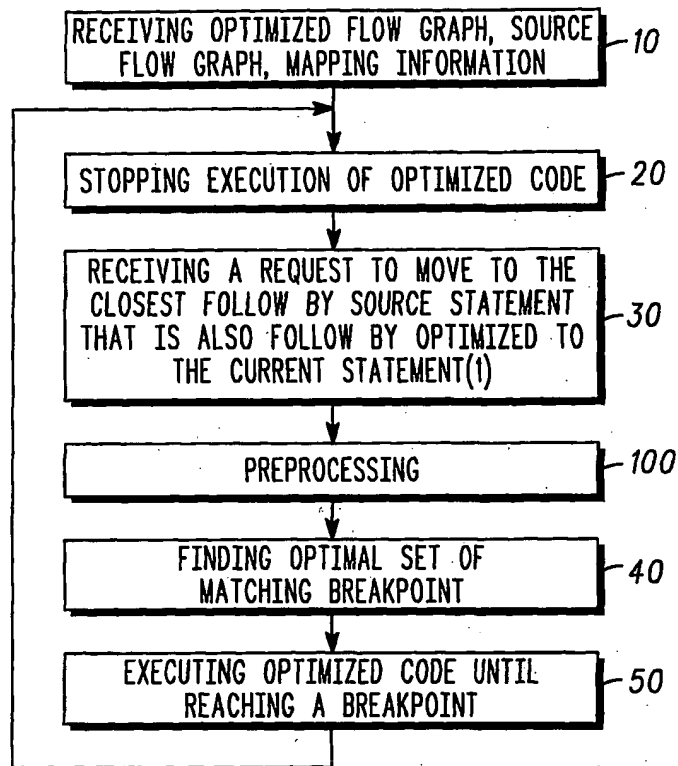 RECEIVING OPTIMIZED FLOW GRAPH, SOURCE
FLOW GRAPH, MAPPING INFORMATION
10
STOPPING EXECUTION OF OPTIMIZED CODE
20
RECEIVING A REQUEST TO MOVE TO THE
CLOSEST FOLLOW BY SOURCE STATEMENT
THAT IS ALSO FOLLOW BY OPTIMIZED TO
THE CURRENT STATEMENT(1)
30
PREPROCESSING
100
FINDING OPTIMAL SET OF
MATCHING BREAKPOINT
40
EXECUTING OPTIMIZED CODE UNTIL
REACHING A BREAKPOINT
50